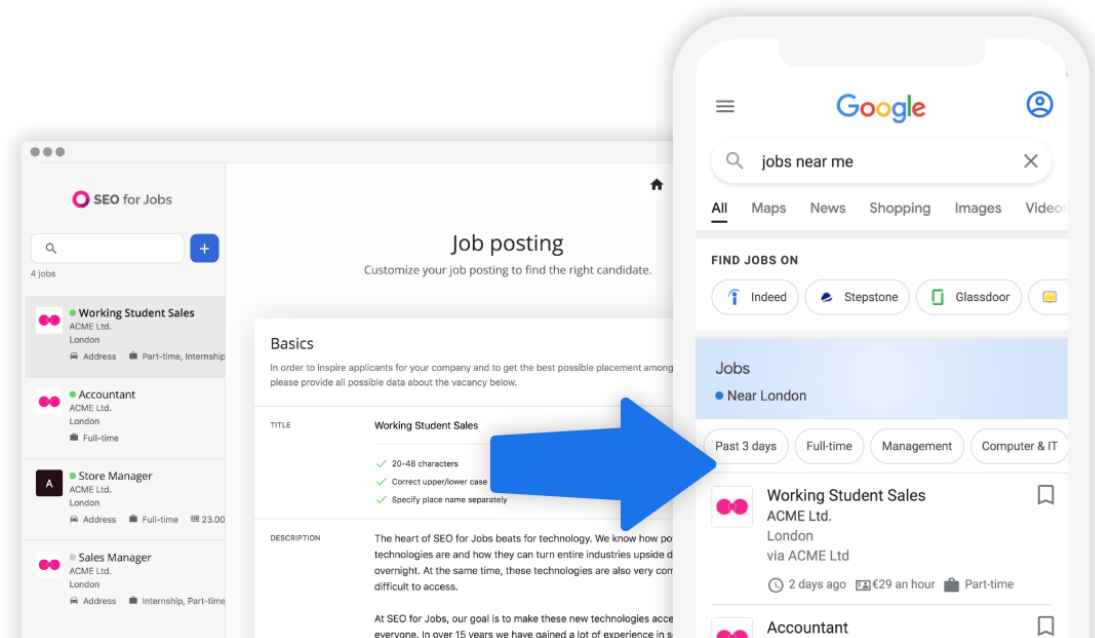 SEO for Jobs
4 jobs
Working Student Sales
ACME Ltd.
London
Address Part-time, Internship
Accountant
ACME Ltd.
London
Full-time
A
Store Manager
ACME Ltd.
London
Address Full-time 23.00
Sales Manager
ACME Ltd.
London
Address Internship, Part-time
Job posting
Customize your job posting to find the right candidate.
Basics
In order to inspire applicants for your company and to get the best possible placement among
please provide all possible data about the vacancy below.
TITLE
Working Student Sales
20-48 characters
Correct upper/lower case
Specify place name separately
DESCRIPTION
The heart of SEO for Jobs beats for technology. We know how
technologies are and how they can turn entire industries upside
overnight. At the same time, these technologies are also very
difficult to access.
At SEO for Jobs, our goal is to make these new technologies
everyone. In over 15 years we have gained a lot of experience in
Google
jobs near me
All Maps News Shopping Images Videos
FIND JOBS ON
Indeed Stepstone Glassdoor
Jobs
Near London
Past 3 days Full-time Management Computer & IT
Working Student Sales
ACME Ltd.
London
via ACME Ltd
2 days ago €29 an hour Part-time
Accountant